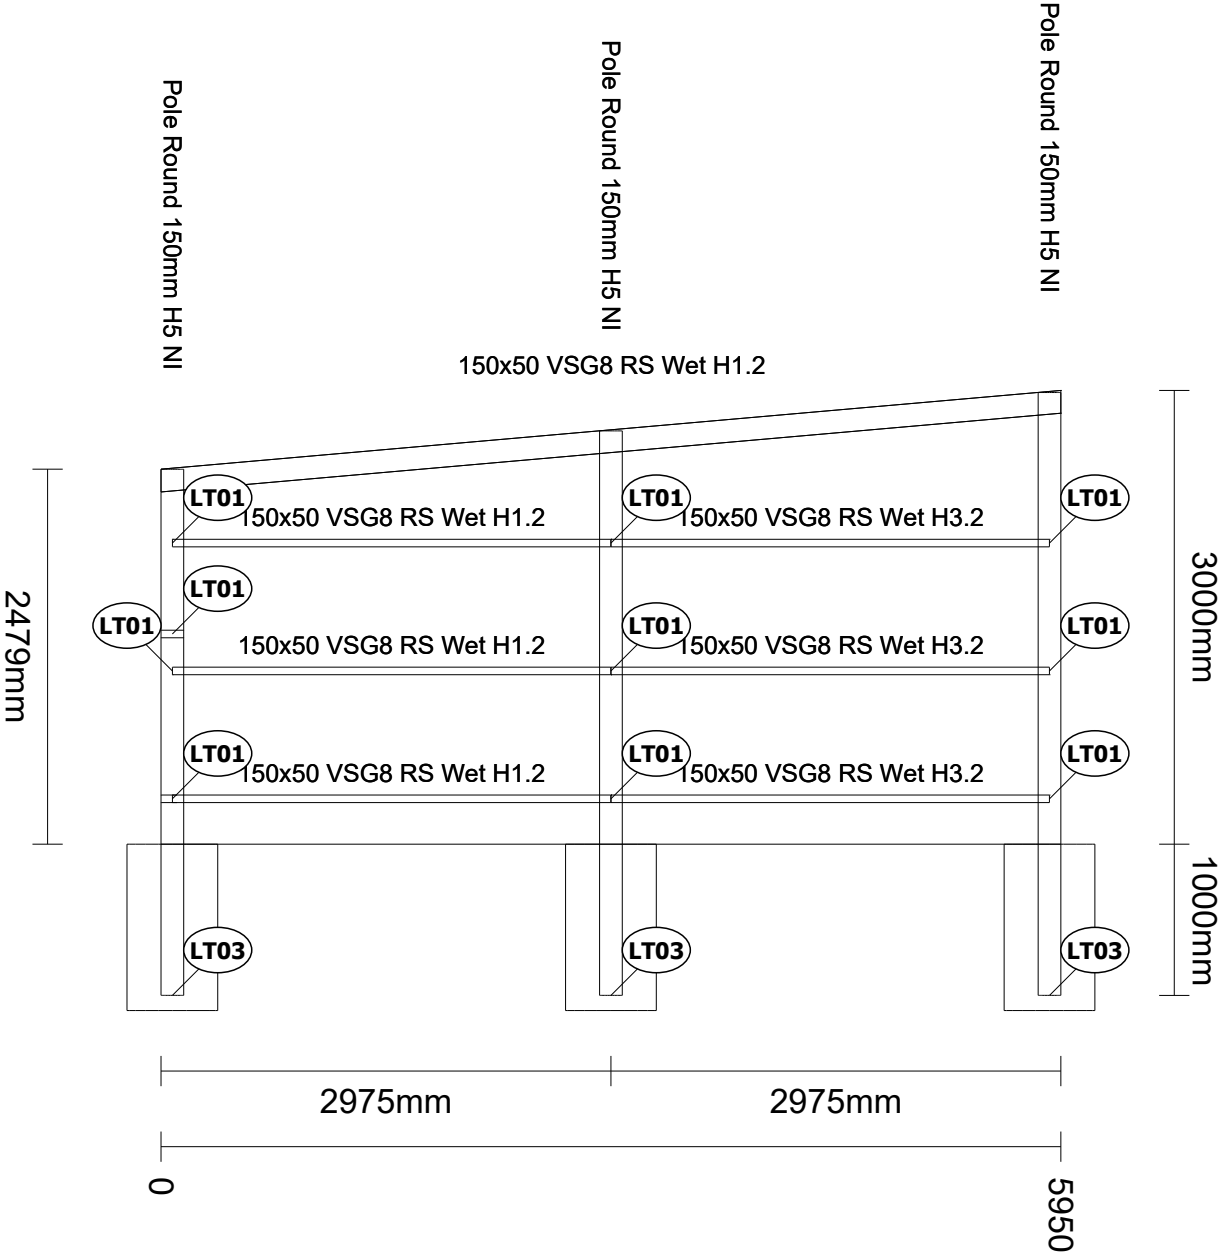 Pole Round 150mm H5 NI
Pole Round 150mm H5 NI
Pole Round 150mm H5 NI
150x50 VSG8 RS Wet H1.2
LT01
LT01
LT01
150x50 VSG8 RS Wet H1.2
150x50 VSG8 RS Wet H3.2
LT01
LT01
LT01
LT01
150x50 VSG8 RS Wet H1.2
150x50 VSG8 RS Wet H3.2
2479mm
3000mm
LT01
LT01
LT01
150x50 VSG8 RS Wet H1.2
150x50 VSG8 RS Wet H3.2
1000mm
LT03
LT03
LT03
2975mm
2975mm
0
5950